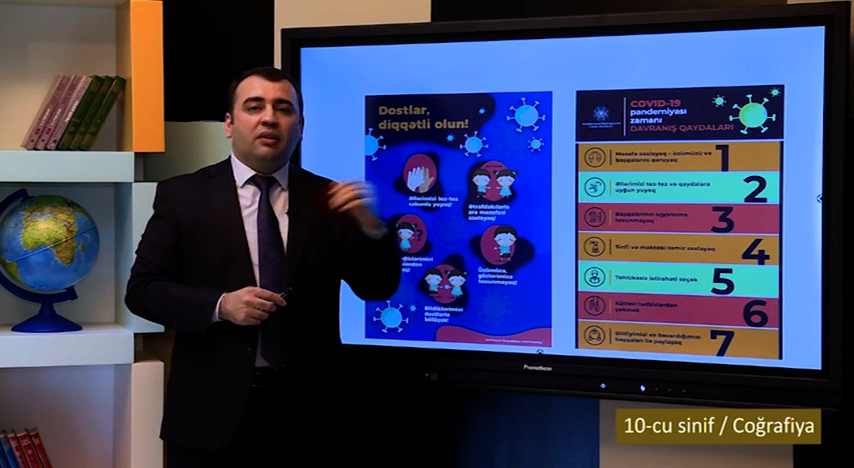 Dostlar,
diqqətli olun!
Əllərimizi tez-tez
sabunla yuyaq!
Ətrafdakılarla
ara məsafəsi
saxlayaq!
Üzümüzə,
gözlərimizə
toxunmayaq!
Bildiklərimizi
dostlarla
bölüşək!
COVID-19
pandemiyası
zamanı
DAVRANIŞ QAYDALARI
Məsafə saxlayaq - özümüzü və
başqalarını qoruyaq
1
Əllərimizi tez-tez və qaydalara
uyğun yuyaq
2
Başqalarının əşyalarına
toxunmayaq
3
Sinfi və məktəbi təmiz saxlayaq
4
Təhlükəsiz istirahəti seçək
5
Kütləvi tədbirlərdən
çəkinək
6
Bildiyimizi və bacardığımızı
başqaları ilə paylaşaq
7
Promethean
10-cu sinif / Coğrafiya